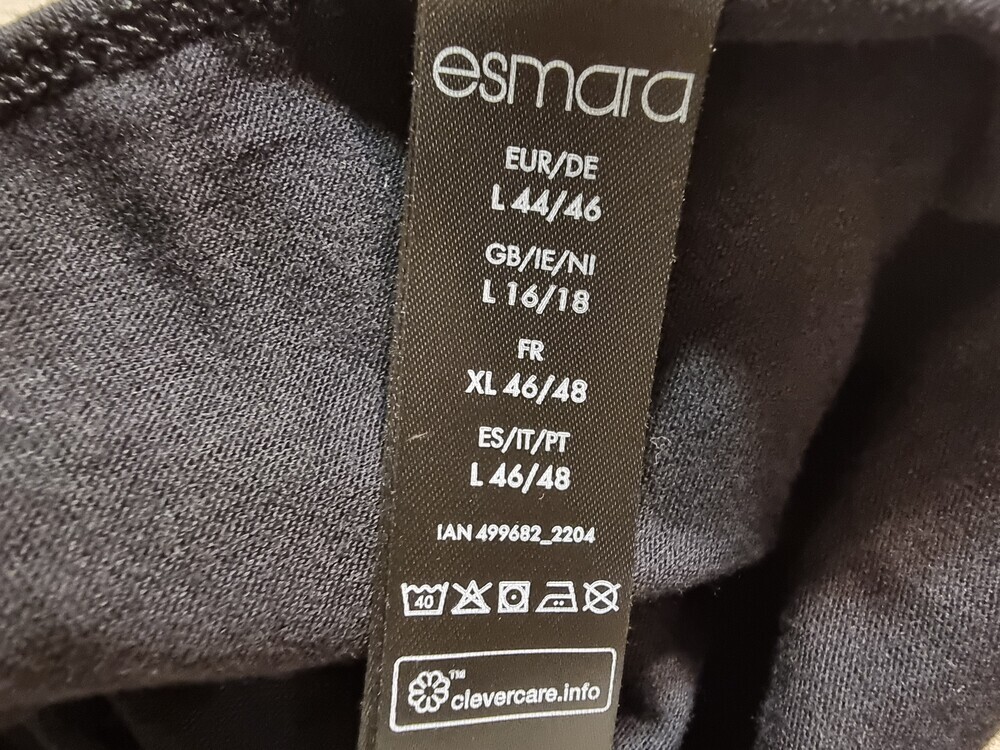 esmara
EUR/DE
L 44/46
GB/IE/NI
L 16/18
FR
XL 46/48
ES/IT/PT
L 46/48
IAN 499682_2204
40
™
clevercare.info